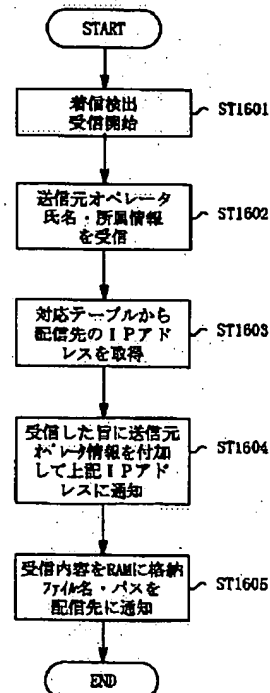 START
着信検出
受信開始
ST1601
送信元オペレータ
氏名・所属情報
を受信
ST1602
対応テーブルから
配信先のIPアド
レスを取得
ST1603
受信した旨に送信元
オペレータ情報を付加
して上記IPアド
レスに通知
ST1604
受信内容をRAMに格納
ファイル名・パスを
配信先に通知
ST1605
END